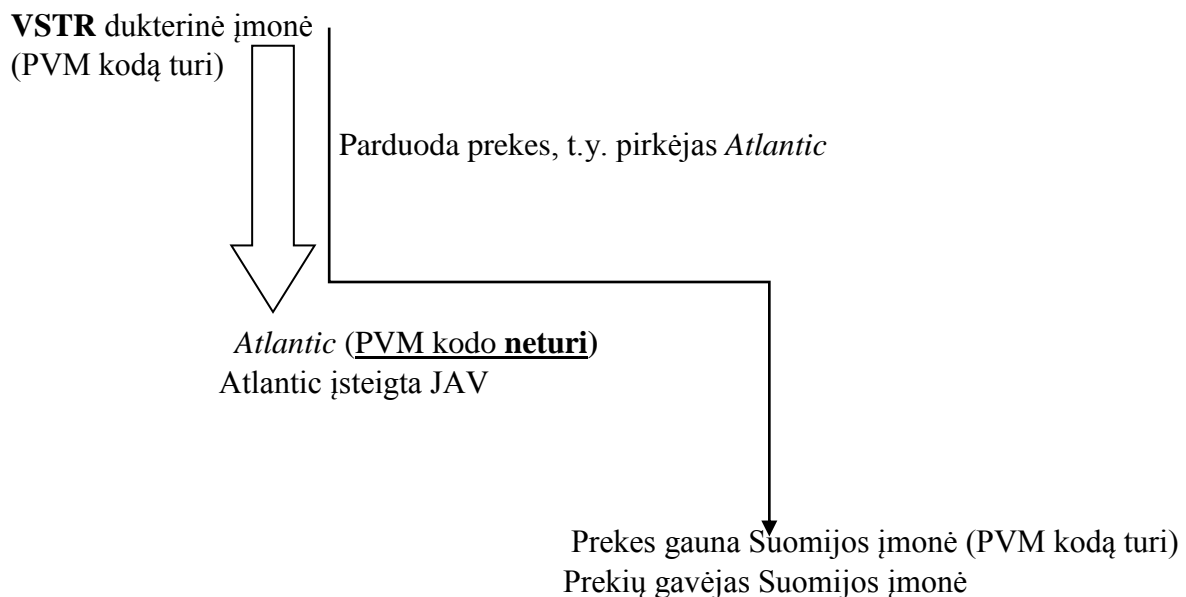 VSTR dukterinė įmonė
(PVM kodą turi)
Parduoda prekes, t.y. pirkėjas Atlantic
Atlantic (PVM kodo neturi)
Atlantic įsteigta JAV
Prekes gauna Suomijos įmonė (PVM kodą turi)
Prekių gavėjas Suomijos įmonė